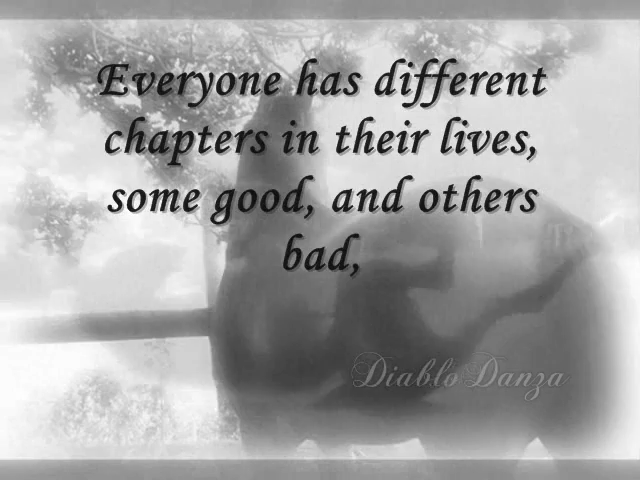 Everyone has different
chapters in their lives,
some good, and others
bad,
Diablo Danza